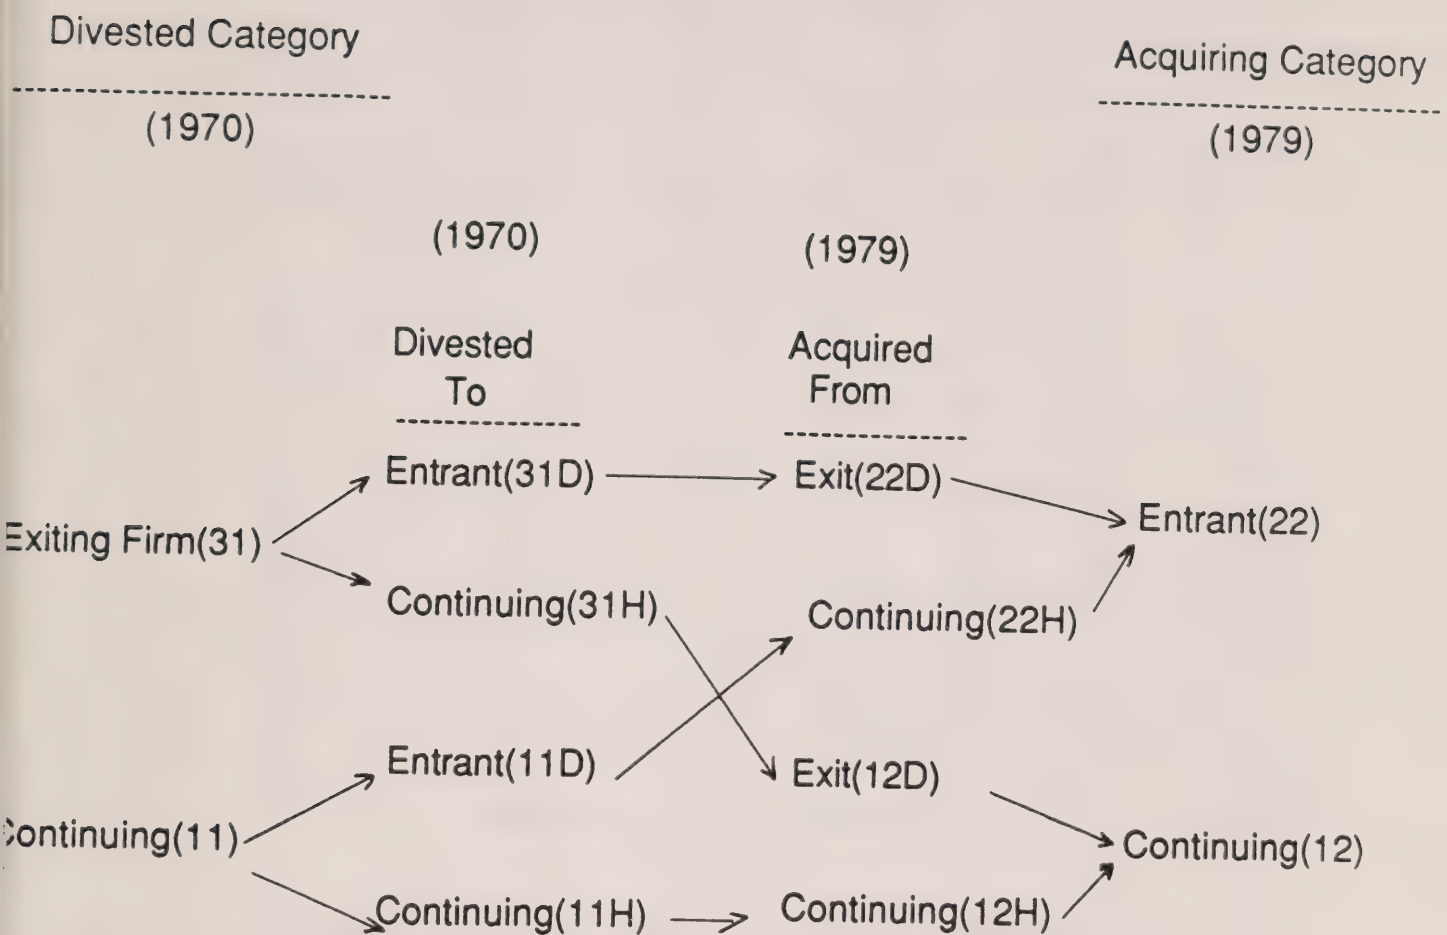 Divested Category
Acquiring Category
(1970)
(1979)
(1970)
(1979)
Divested
To
Acquired
From
Entrant(31D)
Exit(22D)
Entrant(22)
Exiting Firm(31)
Continuing(31H)
Continuing(22H)
Entrant(11D)
Exit(12D)
Continuing(11)
Continuing(12)
Continuing(11H)
Continuing(12H)